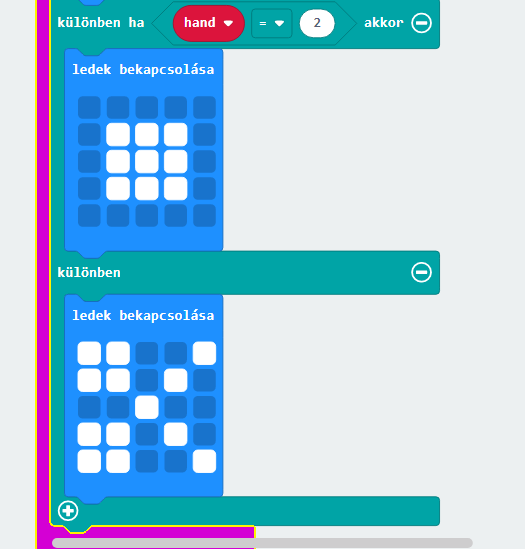 különben ha hand = 2 akkor
ledek bekapcsolása
különben
ledek bekapcsolása